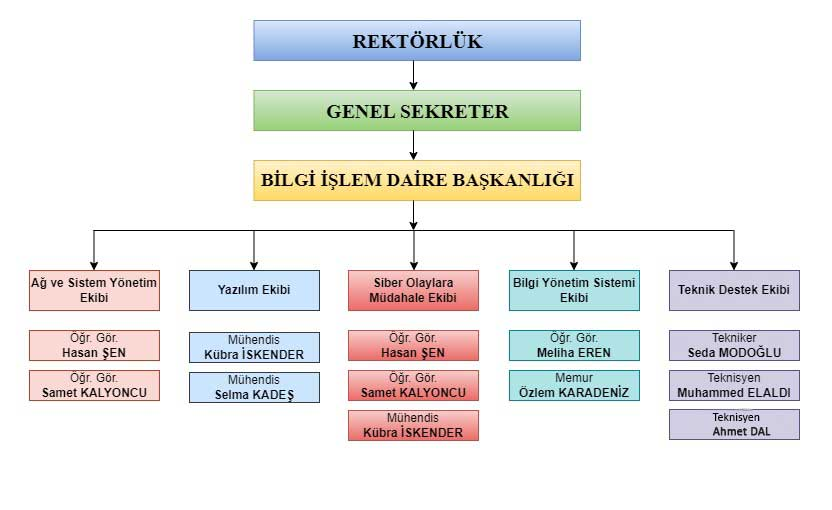 REKTÖRLÜK
GENEL SEKRETER
BİLGİ İŞLEM DAİRE BAŞKANLIĞI
Ağ ve Sistem Yönetim
Ekibi
Öğr. Gör.
Hasan ŞEN
Öğr. Gör.
Samet KALYONCU
Yazılım Ekibi
Mühendis
Kübra İSKENDER
Mühendis
Selma KADEŞ
Siber Olaylara
Müdahale Ekibi
Öğr. Gör.
Hasan ŞEN
Öğr. Gör.
Samet KALYONCU
Mühendis
Kübra İSKENDER
Bilgi Yönetim Sistemi
Ekibi
Öğr. Gör.
Meliha EREN
Memur
Özlem KARADENİZ
Teknik Destek Ekibi
Tekniker
Seda MODOĞLU
Teknisyen
Muhammed ELALDI
Teknisyen
Ahmet DAL